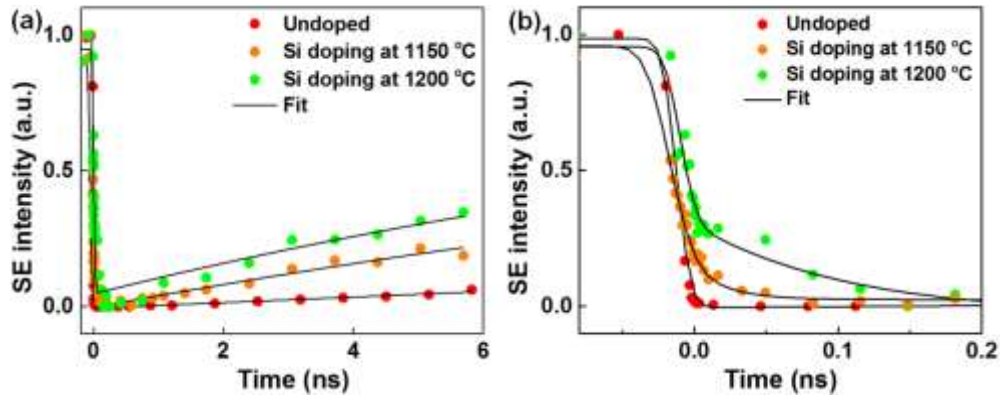 (a)
SE intensity (a.u.)
1.0
0.5
0.0
Undoped
Si doping at 1150 °C
Si doping at 1200 °C
Fit
0 2 4 6
Time (ns)
(b)
SE intensity (a.u.)
1.0
0.5
0.0
Undoped
Si doping at 1150 °C
Si doping at 1200 °C
Fit
0.0 0.1 0.2
Time (ns)